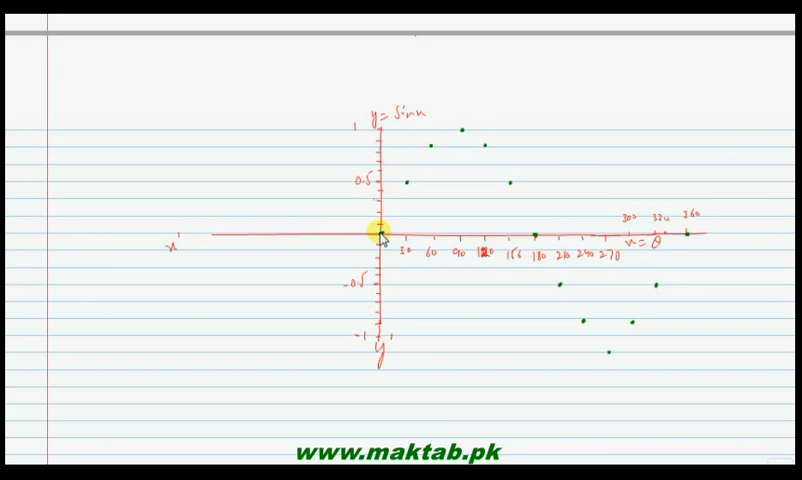 y = Sinx
1
0.5
300 330 360
x'
x = θ
30 60 90 120 150 180 210 240 270
-0.5
-1
y'
www.maktab.pk